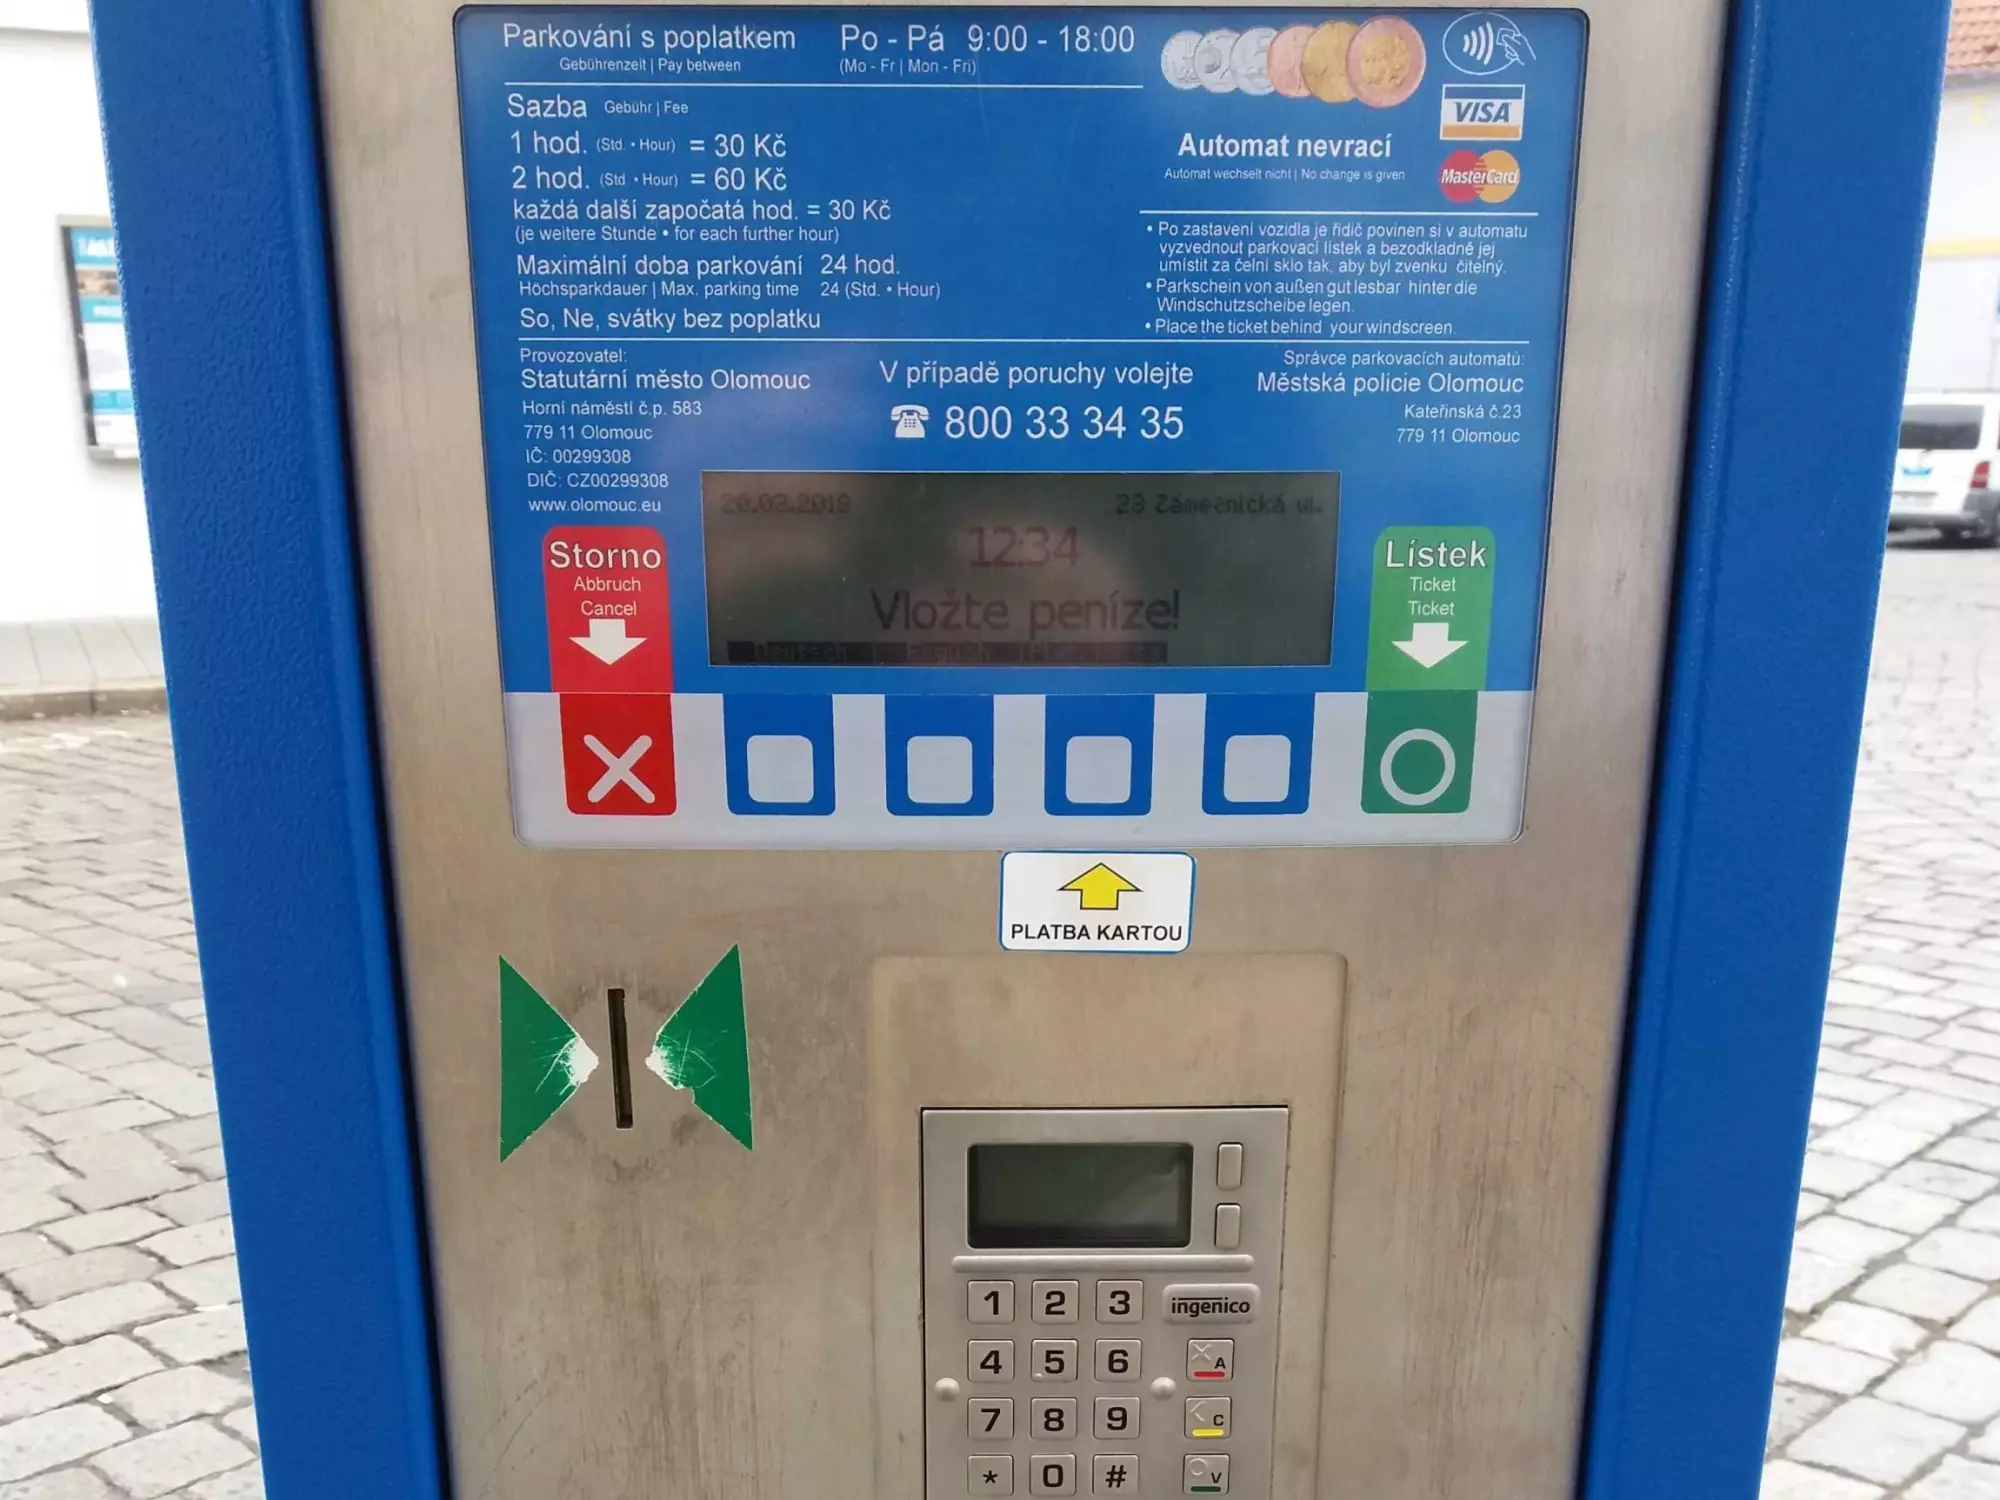 Parkování s poplatkem Po - Pá 9:00 - 18:00
Gebührenzeit | Pay between (Mo - Fr | Mon - Fri)
Sazba Gebühr | Fee
1 hod. (Std. • Hour) = 30 Kč
2 hod. (Std • Hour) = 60 Kč
každá další započatá hod. = 30 Kč
(je weitere Stunde • for each further hour)
Maximální doba parkování 24 hod.
Höchsparkdauer | Max. parking time 24 (Std. • Hour)
So, Ne, svátky bez poplatku
VISA
Automat nevrací
Automat wechselt nicht | No change is given
MasterCard
• Po zastavení vozidla je řidič povinen si v automatu
vyzvednout parkovací lístek a bezodkladně jej
umístit za čelní sklo tak, aby byl zvenku čitelný.
• Parkschein von außen gut lesbar hinter die
Windschutzscheibe legen.
• Place the ticket behind your windscreen.
Provozovatel:
Statutární město Olomouc
Horní náměstí č.p. 583
779 11 Olomouc
IČ: 00299308
DIČ: CZ00299308
www.olomouc.eu
V případě poruchy volejte
800 33 34 35
Správce parkovacích automatů:
Městská policie Olomouc
Kateřinská č.23
779 11 Olomouc
20.03.2018 23 Zámečnická ul.
12:34
Vložte peníze!
Deutsch English
Storno
Abbruch
Cancel
Lístek
Ticket
Ticket
PLATBA KARTOU
1 2 3 ingenico
4 5 6 A
7 8 9 C
* 0 # V